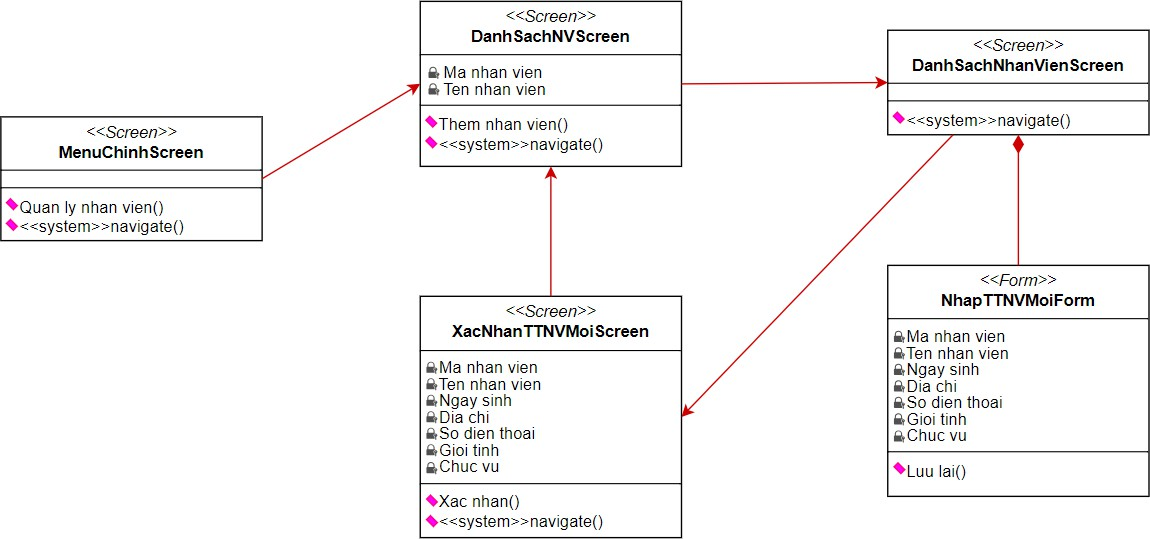 <<Screen>>
MenuChinhScreen
Quan ly nhan vien()
<<system>>navigate()
<<Screen>>
DanhSachNVScreen
Ma nhan vien
Ten nhan vien
Them nhan vien()
<<system>>navigate()
<<Screen>>
DanhSachNhanVienScreen
<<system>>navigate()
<<Screen>>
XacNhanTTNVMoiScreen
Ma nhan vien
Ten nhan vien
Ngay sinh
Dia chi
So dien thoai
Gioi tinh
Chuc vu
Xac nhan()
<<system>>navigate()
<<Form>>
NhapTTNVMoiForm
Ma nhan vien
Ten nhan vien
Ngay sinh
Dia chi
So dien thoai
Gioi tinh
Chuc vu
Luu lai()